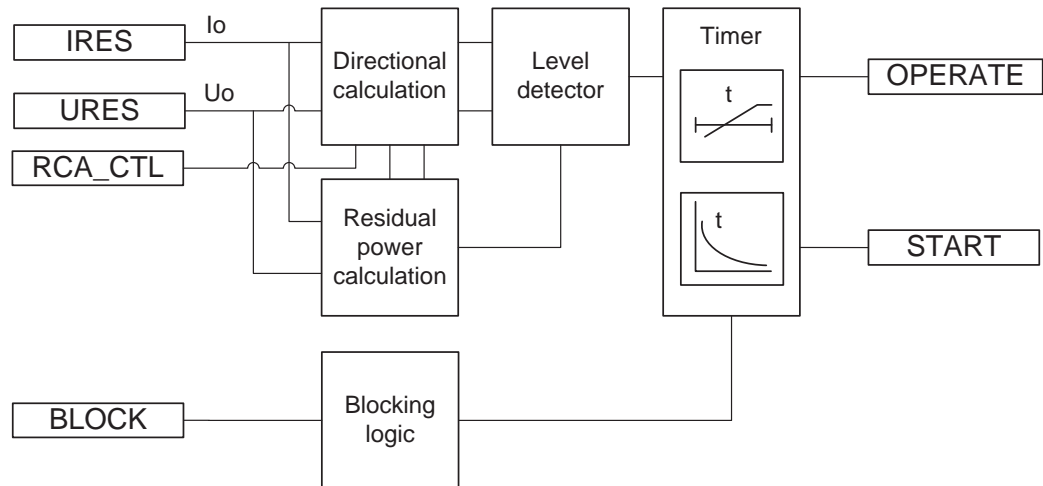 IRES
Io
URES
Uo
RCA_CTL
Directional
calculation
Level
detector
Timer
t
t
OPERATE
START
Residual
power
calculation
BLOCK
Blocking
logic